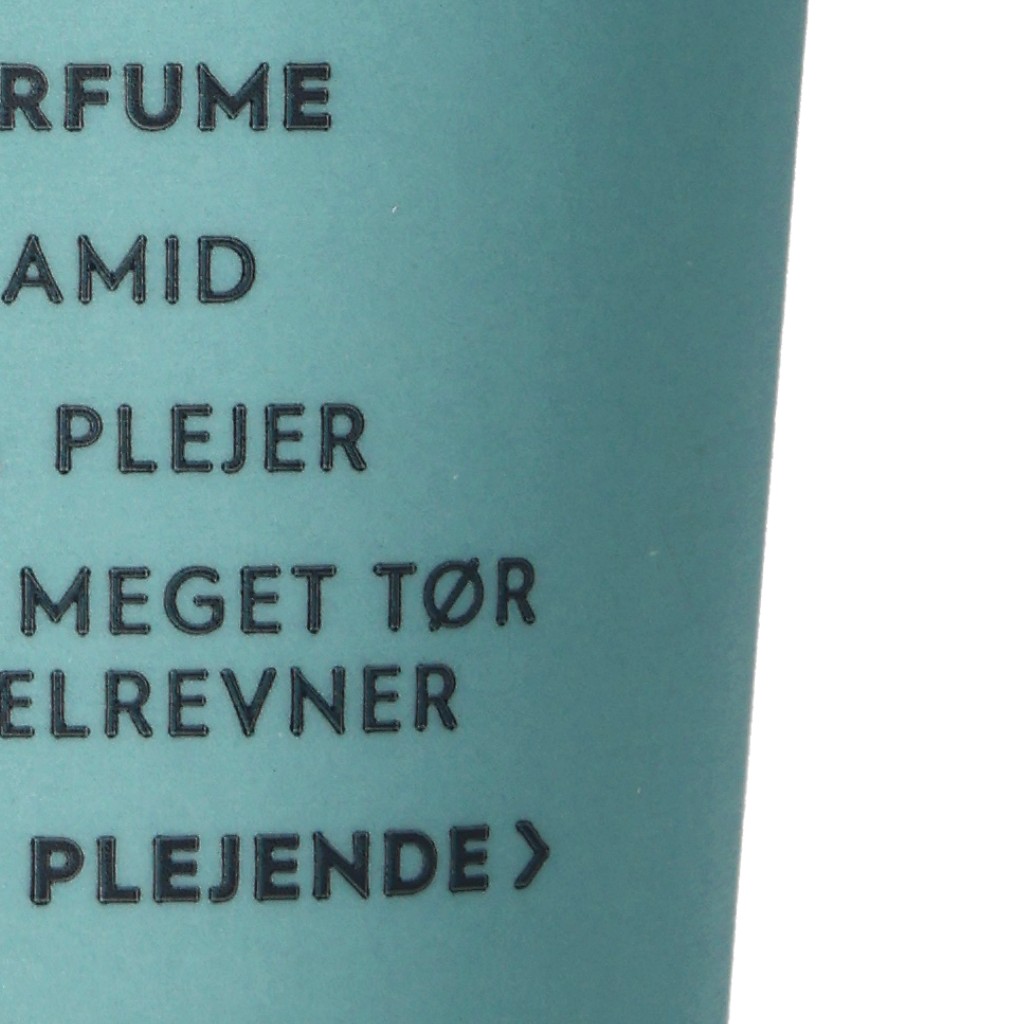 RFUME
AMID
PLEJER
MEGET TØR
ELREVNER
PLEJENDE >